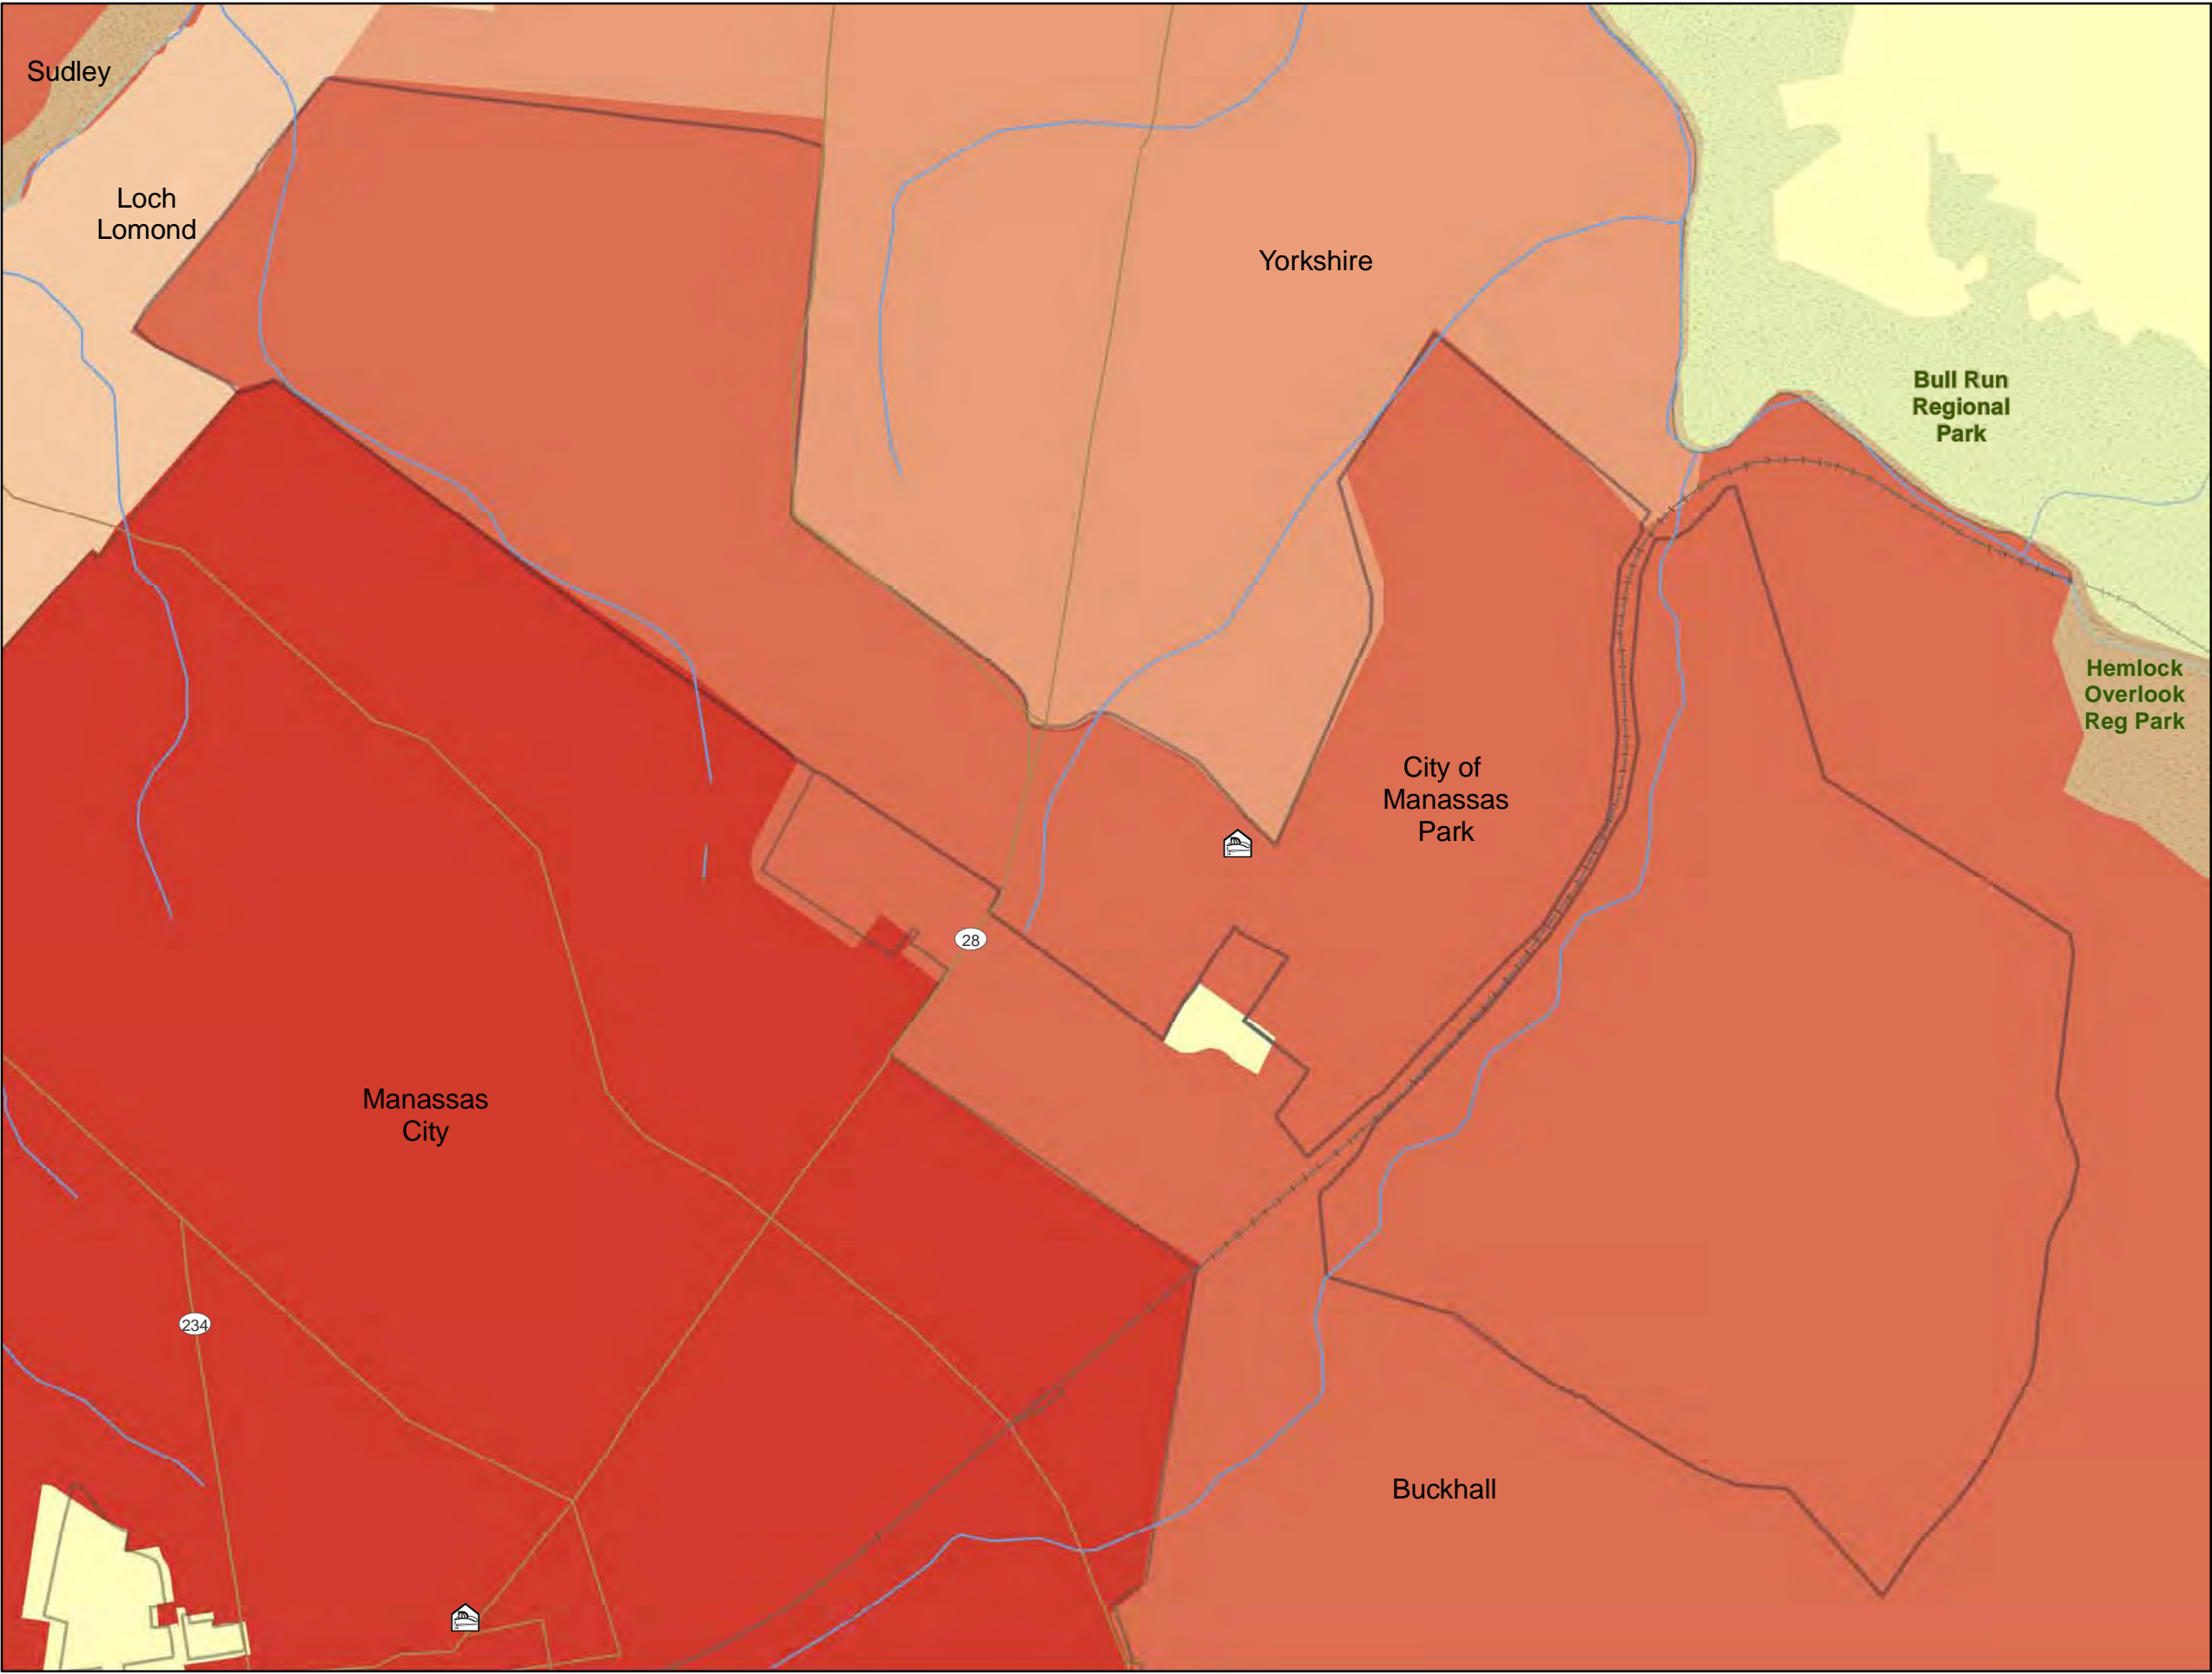 Sudley
Loch
Lomond
Yorkshire
Bull Run
Regional
Park
Hemlock
Overlook
Reg Park
City of
Manassas
Park
28
Manassas
City
234
Buckhall